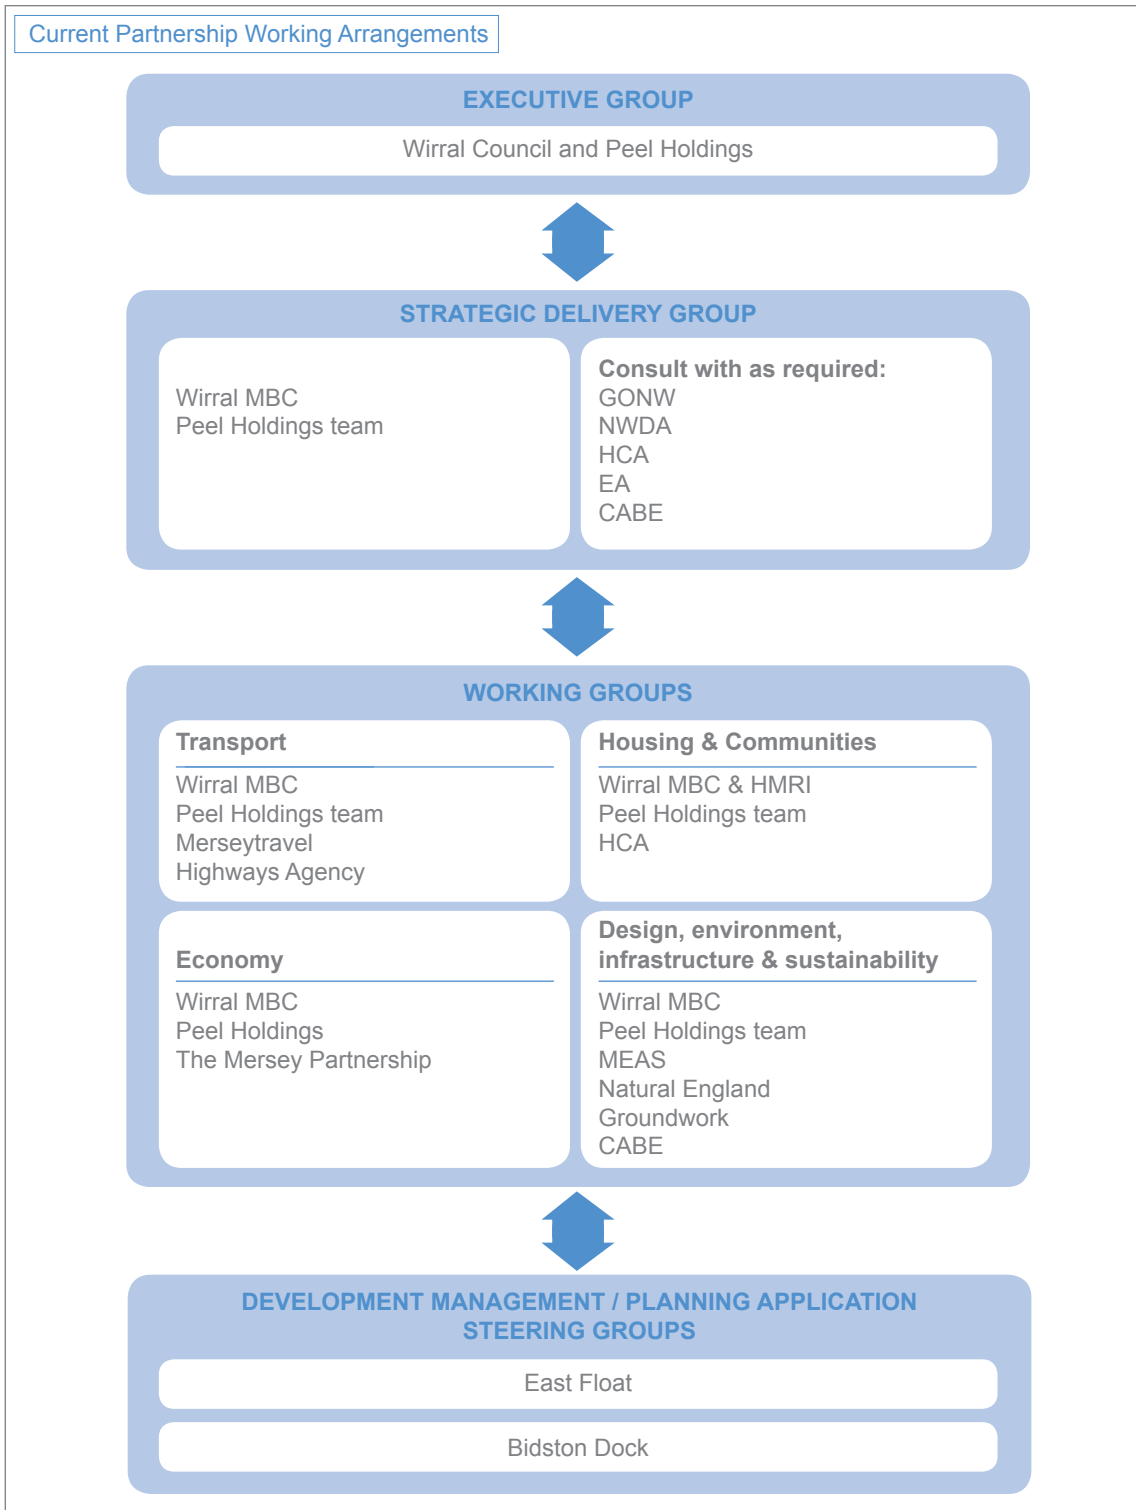 Current Partnership Working Arrangements
EXECUTIVE GROUP
Wirral Council and Peel Holdings
STRATEGIC DELIVERY GROUP
Wirral MBC
Peel Holdings team
Consult with as required:
GONW
NWDA
HCA
EA
CABE
WORKING GROUPS
Transport
Wirral MBC
Peel Holdings team
Merseytravel
Highways Agency
Housing & Communities
Wirral MBC & HMRI
Peel Holdings team
HCA
Economy
Wirral MBC
Peel Holdings
The Mersey Partnership
Design, environment,
infrastructure & sustainability
Wirral MBC
Peel Holdings team
MEAS
Natural England
Groundwork
CABE
DEVELOPMENT MANAGEMENT / PLANNING APPLICATION
STEERING GROUPS
East Float
Bidston Dock